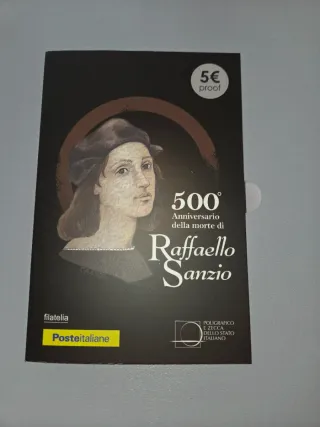 5€
proof
500°
Anniversario
della morte di
Raffaello
Sanzio
filatelia
Posteitaliane
POLIGRAFICO
E ZECCA
DELLO STATO
ITALIANO